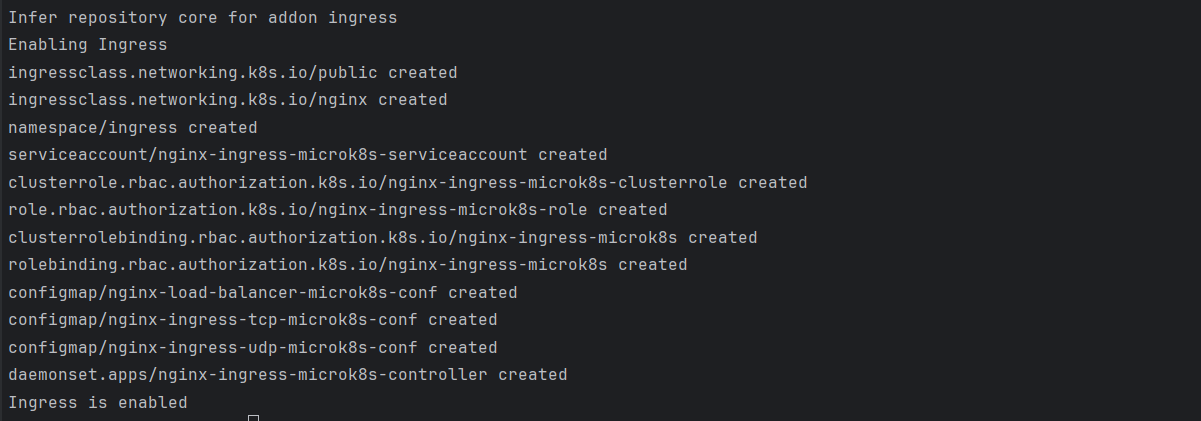 Infer repository core for addon ingress
Enabling Ingress
ingressclass.networking.k8s.io/public created
ingressclass.networking.k8s.io/nginx created
namespace/ingress created
serviceaccount/nginx-ingress-microk8s-serviceaccount created
clusterrole.rbac.authorization.k8s.io/nginx-ingress-microk8s-clusterrole created
role.rbac.authorization.k8s.io/nginx-ingress-microk8s-role created
clusterrolebinding.rbac.authorization.k8s.io/nginx-ingress-microk8s created
rolebinding.rbac.authorization.k8s.io/nginx-ingress-microk8s created
configmap/nginx-load-balancer-microk8s-conf created
configmap/nginx-ingress-tcp-microk8s-conf created
configmap/nginx-ingress-udp-microk8s-conf created
daemonset.apps/nginx-ingress-microk8s-controller created
Ingress is enabled